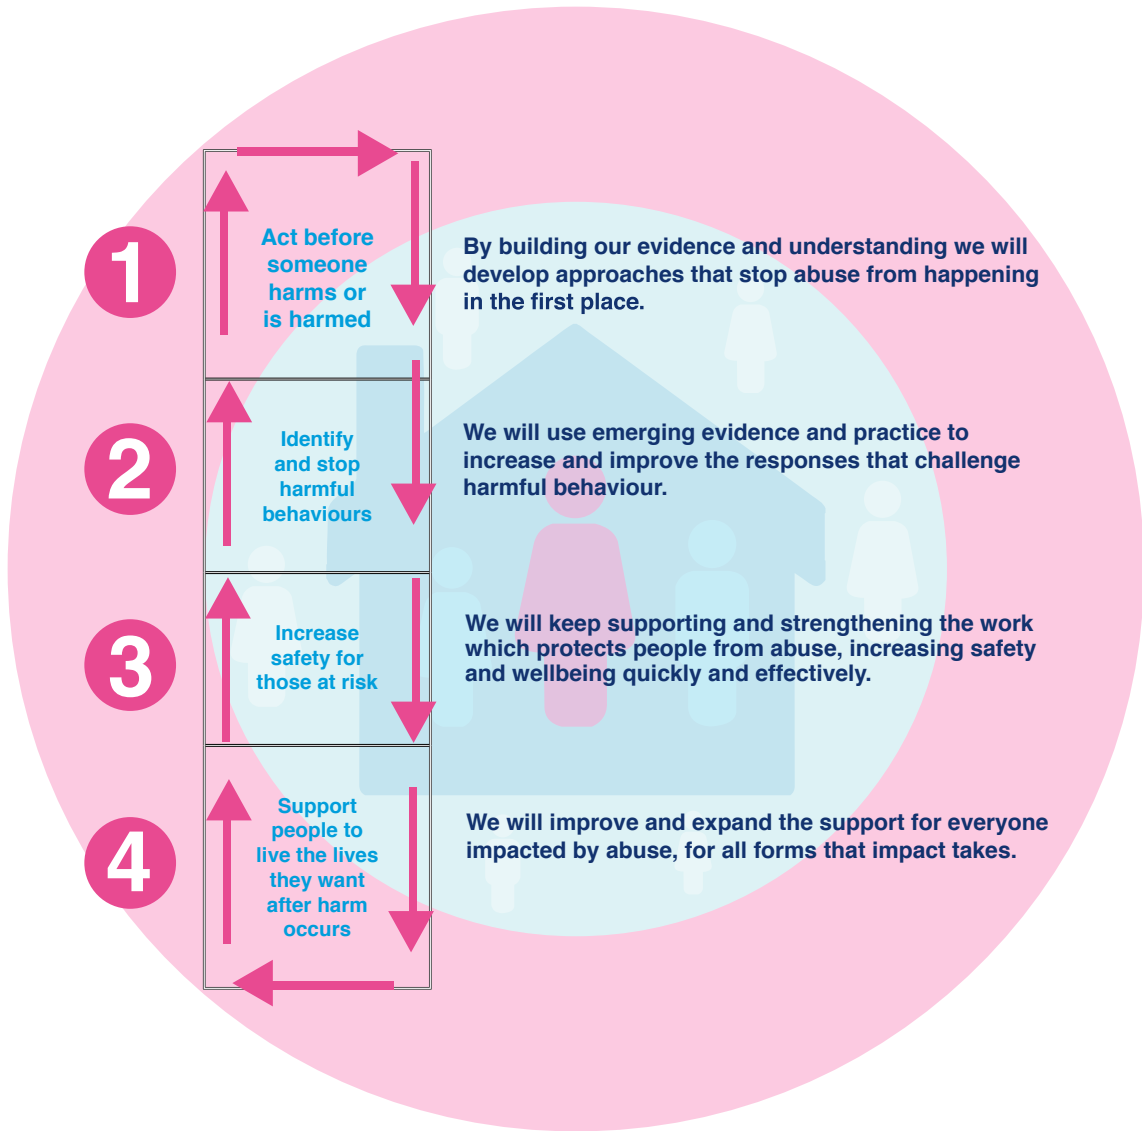 1
Act before
someone
harms or
is harmed
By building our evidence and understanding we will
develop approaches that stop abuse from happening
in the first place.
2
Identify
and stop
harmful
behaviours
We will use emerging evidence and practice to
increase and improve the responses that challenge
harmful behaviour.
3
Increase
safety for
those at risk
We will keep supporting and strengthening the work
which protects people from abuse, increasing safety
and wellbeing quickly and effectively.
4
Support
people to
live the lives
they want
after harm
occurs
We will improve and expand the support for everyone
impacted by abuse, for all forms that impact takes.